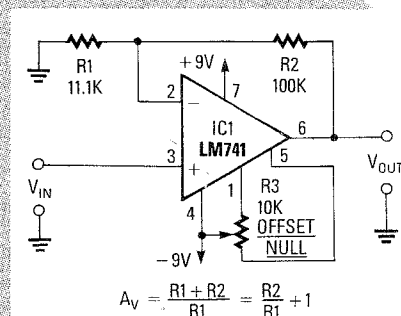 R1
11.1K
+9V
R2
100K
2
7
−
IC1
LM741
6
5
3
+
V_IN
4
1
R3
10K
OFFSET
NULL
V_OUT
−9V
A_V = R1 + R2 / R1 = R2 / R1 + 1